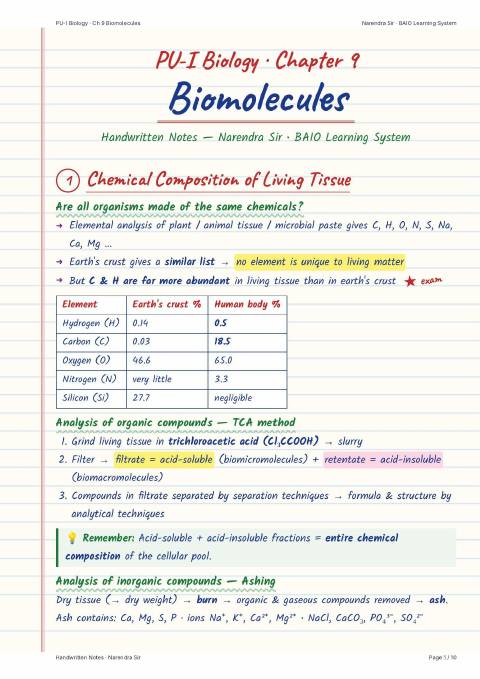 PU-I Biology · Ch 9 Biomolecules Narendra Sir · BAIO Learning System
PU-I Biology · Chapter 9
Biomolecules
Handwritten Notes — Narendra Sir · BAIO Learning System
1 Chemical Composition of Living Tissue
Are all organisms made of the same chemicals?
→ Elemental analysis of plant / animal tissue / microbial paste gives C, H, O, N, S, Na,
Ca, Mg ...
→ Earth's crust gives a similar list → no element is unique to living matter
→ But C & H are far more abundant in living tissue than in earth's crust ★ exam
Element Earth's crust % Human body %
Hydrogen (H) 0.14 0.5
Carbon (C) 0.03 18.5
Oxygen (O) 46.6 65.0
Nitrogen (N) very little 3.3
Silicon (Si) 27.7 negligible
Analysis of organic compounds — TCA method
1. Grind living tissue in trichloroacetic acid (Cl₃CCOOH) → slurry
2. Filter → filtrate = acid-soluble (biomicromolecules) + retentate = acid-insoluble
(biomacromolecules)
3. Compounds in filtrate separated by separation techniques → formula & structure by
analytical techniques
💡 Remember: Acid-soluble + acid-insoluble fractions = entire chemical
composition of the cellular pool.
Analysis of inorganic compounds — Ashing
Dry tissue (→ dry weight) → burn → organic & gaseous compounds removed → ash.
Ash contains: Ca, Mg, S, P · ions Na⁺, K⁺, Ca²⁺, Mg²⁺ · NaCl, CaCO₃, PO₄³⁻, SO₄²⁻
Handwritten Notes · Narendra Sir Page 1 / 10